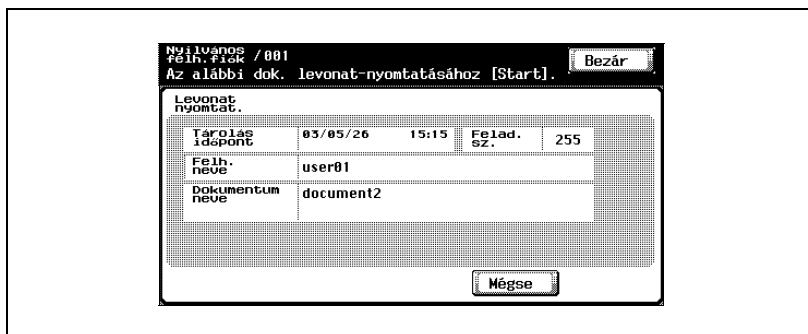 Nyilvános
félh.fiók /001
Bezár
Az alábbi dok. levonat-nyomtatásához [Start].
Levonat
nyomtat.
Tárolás
időpont
03/05/26 15:15
Felad.
sz.
255
Felh.
neve
user01
Dokumentum
neve
document2
Mégse